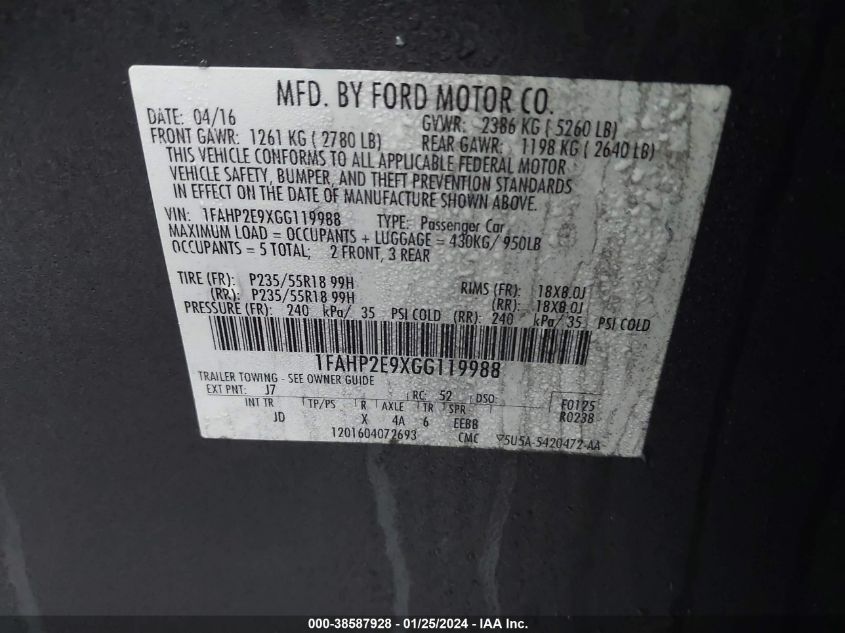 MFD. BY FORD MOTOR CO.
DATE: 04/16 GVWR: 2386 KG ( 5260 LB)
FRONT GAWR: 1261 KG ( 2780 LB) REAR GAWR: 1198 KG ( 2640 LB)
THIS VEHICLE CONFORMS TO ALL APPLICABLE FEDERAL MOTOR
VEHICLE SAFETY, BUMPER, AND THEFT PREVENTION STANDARDS
IN EFFECT ON THE DATE OF MANUFACTURE SHOWN ABOVE.
VIN: 1FAHP2E9XGG119988 TYPE: Passenger Car
MAXIMUM LOAD = OCCUPANTS + LUGGAGE = 430KG/ 950LB
OCCUPANTS = 5 TOTAL; 2 FRONT, 3 REAR
TIRE (FR): P235/55R18 99H RIMS (FR): 18X8.0J
(RR): P235/55R18 99H (RR): 18X8.0J
PRESSURE (FR): 240 kPa/ 35 PSI COLD (RR): 240 kPa/ 35 PSI COLD
1FAHP2E9XGG119988
TRAILER TOWING - SEE OWNER GUIDE
EXT PNT: J7 RC: 52 DSO: F0125
INT TR TP/PS R AXLE TR SPR R0238
JD X 4A 6 EEBB
1201604072693 CMC 5U5A-5420472-AA
000-38587928 - 01/25/2024 - IAA Inc.